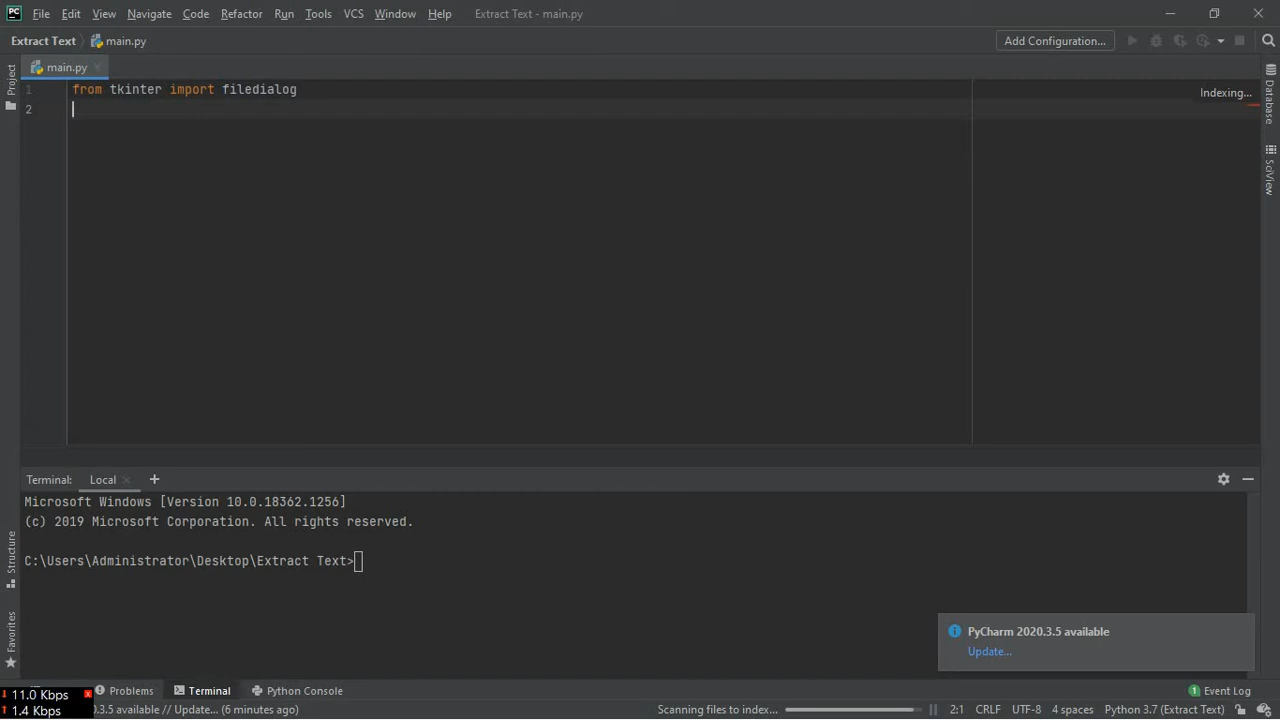 PC File Edit View Navigate Code Refactor Run Tools VCS Window Help Extract Text - main.py
Extract Text main.py Add Configuration...
main.py
Project
1 from tkinter import filedialog
2
Indexing...
Database
SciView
Terminal: Local +
Microsoft Windows [Version 10.0.18362.1256]
(c) 2019 Microsoft Corporation. All rights reserved.
C:\Users\Administrator\Desktop\Extract Text>
Structure
Favorites
PyCharm 2020.3.5 available
Update...
Problems Terminal Python Console 1 Event Log
11.0 Kbps x
1.4 Kbps
0.3.5 available // Update... (6 minutes ago) Scanning files to index... 2:1 CRLF UTF-8 4 spaces Python 3.7 (Extract Text)